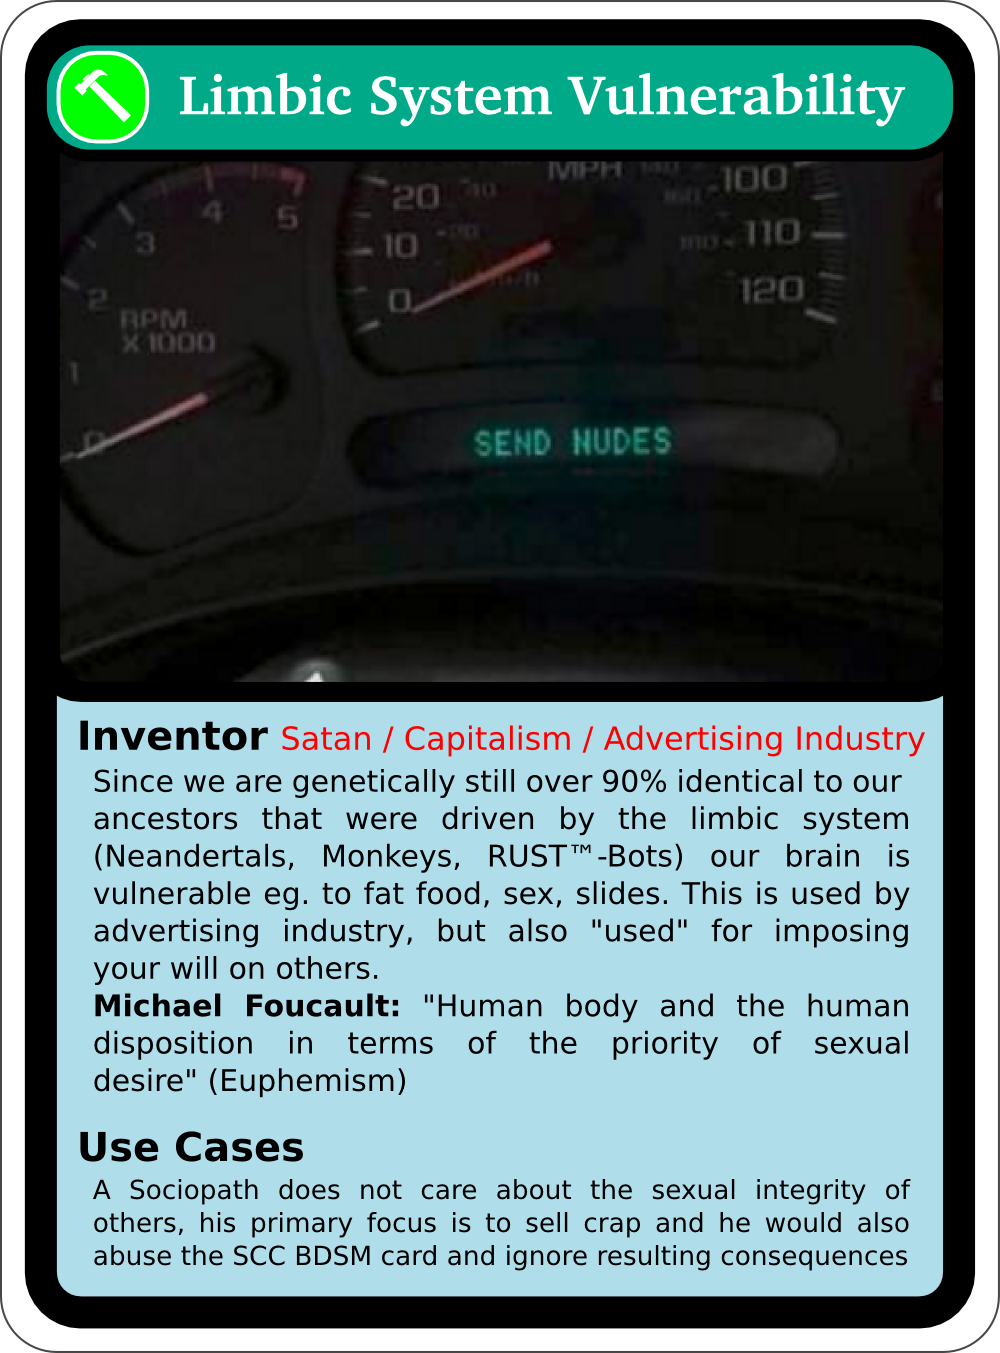 Limbic System Vulnerability
MPH
20
100
4
5
3
10
110
2
0
120
RPM
X 1000
1
0
SEND NUDES
Inventor Satan / Capitalism / Advertising Industry
Since we are genetically still over 90% identical to our
ancestors that were driven by the limbic system
(Neandertals, Monkeys, RUST™-Bots) our brain is
vulnerable eg. to fat food, sex, slides. This is used by
advertising industry, but also "used" for imposing
your will on others.
Michael Foucault: "Human body and the human
disposition in terms of the priority of sexual
desire" (Euphemism)
Use Cases
A Sociopath does not care about the sexual integrity of
others, his primary focus is to sell crap and he would also
abuse the SCC BDSM card and ignore resulting consequences